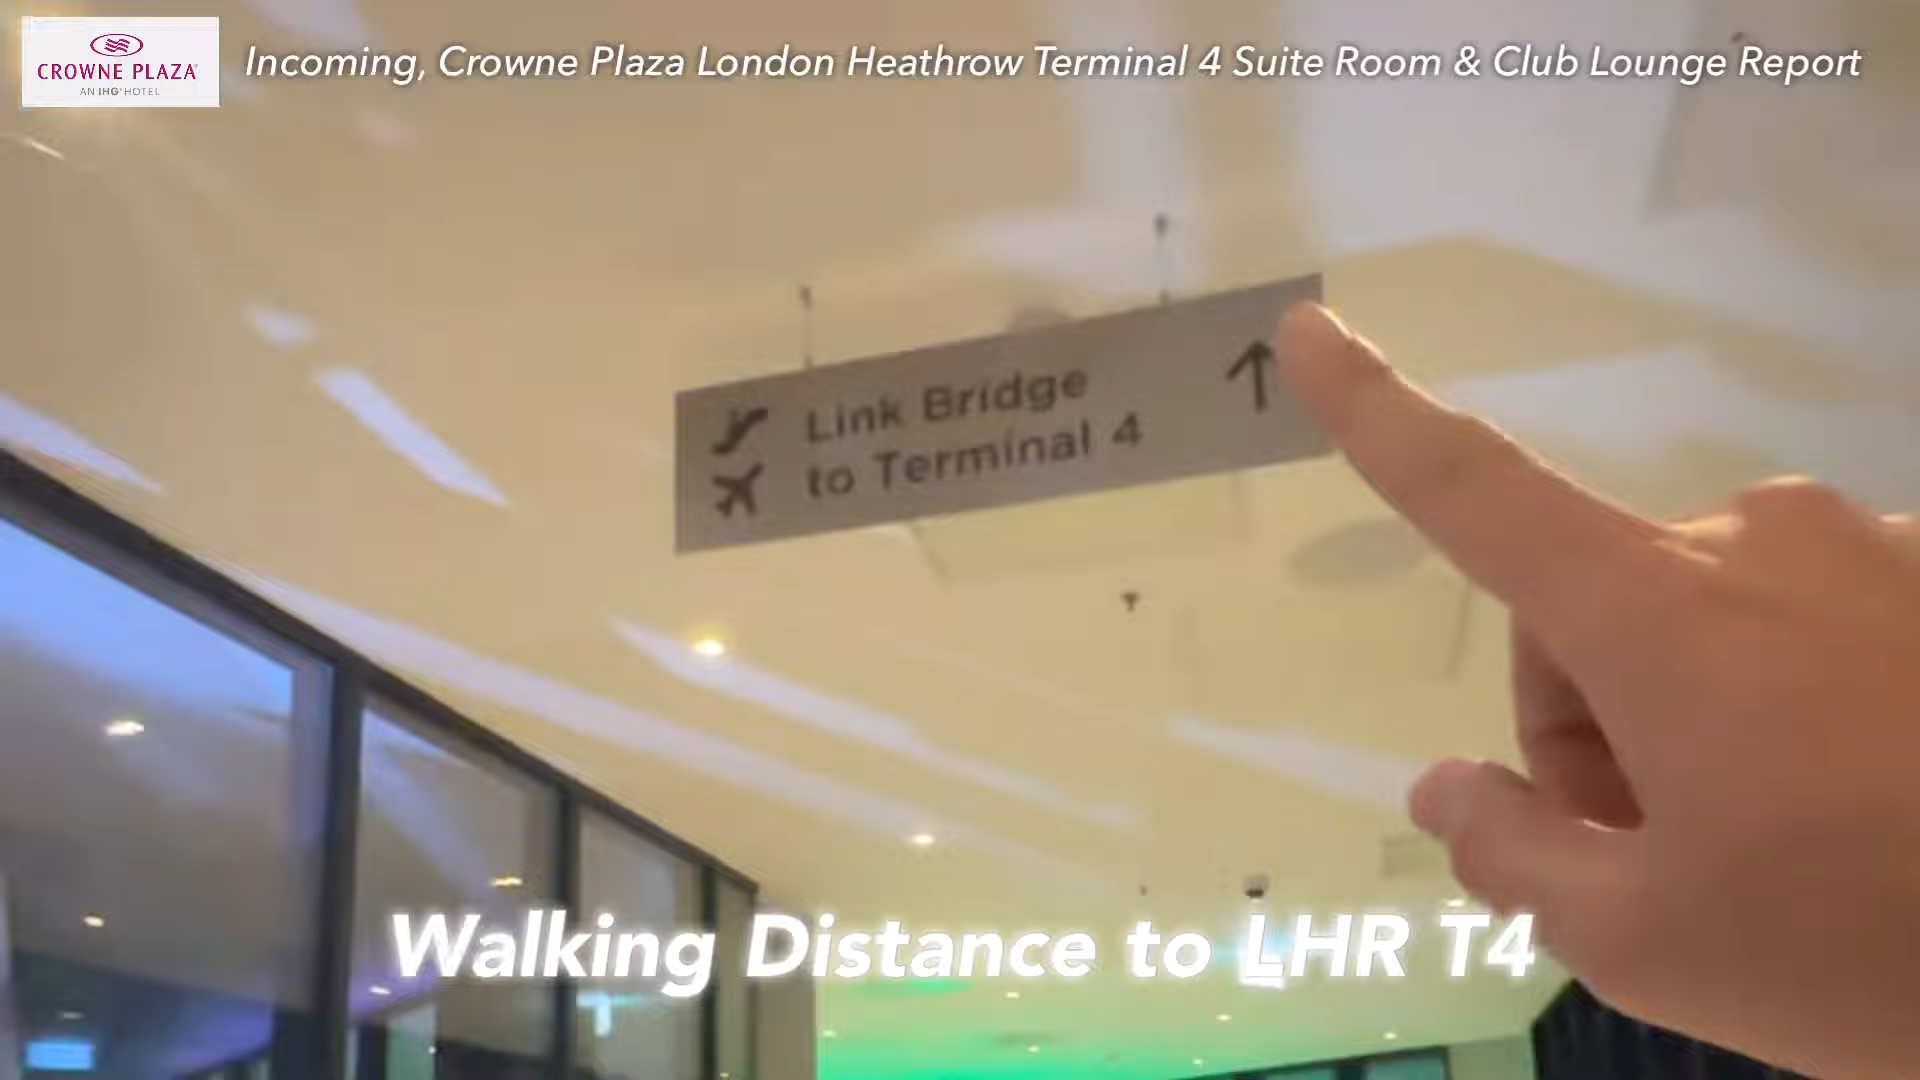 CROWNE PLAZA
AN IHG® HOTEL
Incoming, Crowne Plaza London Heathrow Terminal 4 Suite Room & Club Lounge Report
Link Bridge
to Terminal 4
Walking Distance to LHR T4